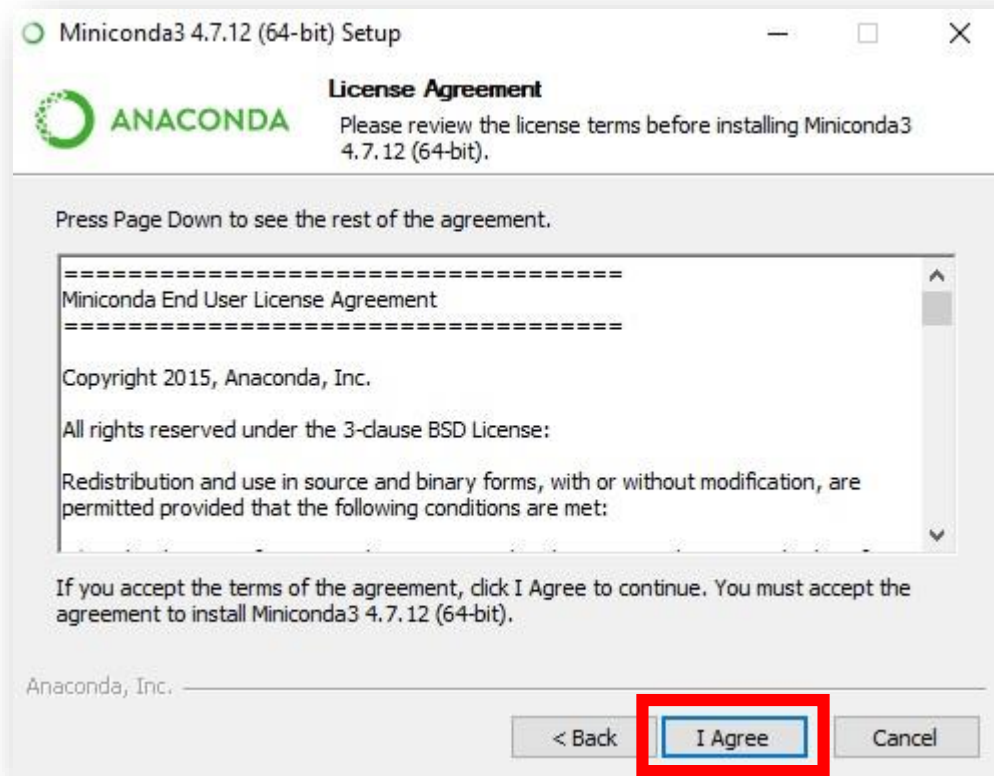 Miniconda3 4.7.12 (64-bit) Setup
ANACONDA
License Agreement
Please review the license terms before installing Miniconda3
4.7.12 (64-bit).
Press Page Down to see the rest of the agreement.
===================================
Miniconda End User License Agreement
===================================
Copyright 2015, Anaconda, Inc.
All rights reserved under the 3-clause BSD License:
Redistribution and use in source and binary forms, with or without modification, are
permitted provided that the following conditions are met:
If you accept the terms of the agreement, click I Agree to continue. You must accept the
agreement to install Miniconda3 4.7.12 (64-bit).
Anaconda, Inc.
< Back
I Agree
Cancel